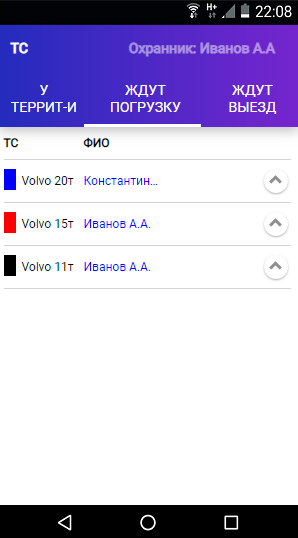 H+ 22:08
ТС Охранник: Иванов А.А
У ТЕРРИТ-И
ЖДУТ ПОГРУЗКУ
ЖДУТ ВЫЕЗД
ТС ФИО
Volvo 20т Константин...
Volvo 15т Иванов А.А.
Volvo 11т Иванов А.А.